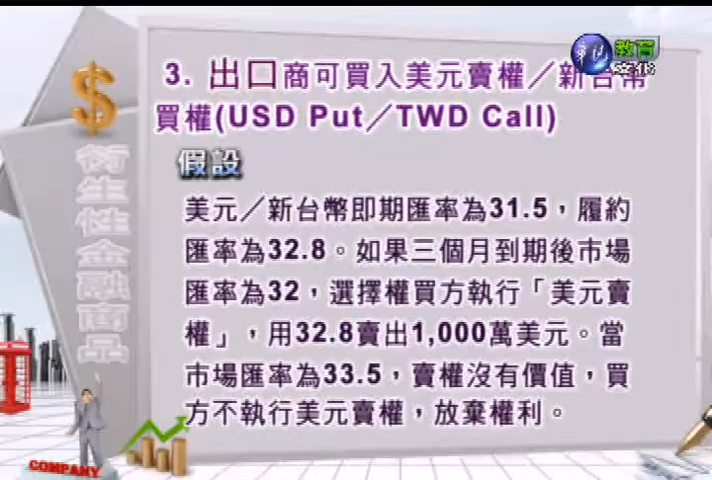 3. 出口商可買入美元賣權／新台幣
買權(USD Put／TWD Call)
假設
美元／新台幣即期匯率為31.5，履約
匯率為32.8。如果三個月到期後市場
匯率為32，選擇權買方執行「美元賣
權」，用32.8賣出1,000萬美元。當
市場匯率為33.5，賣權沒有價值，買
方不執行美元賣權，放棄權利。
衍生性金融商品
華視
教育
文化
COMPANY